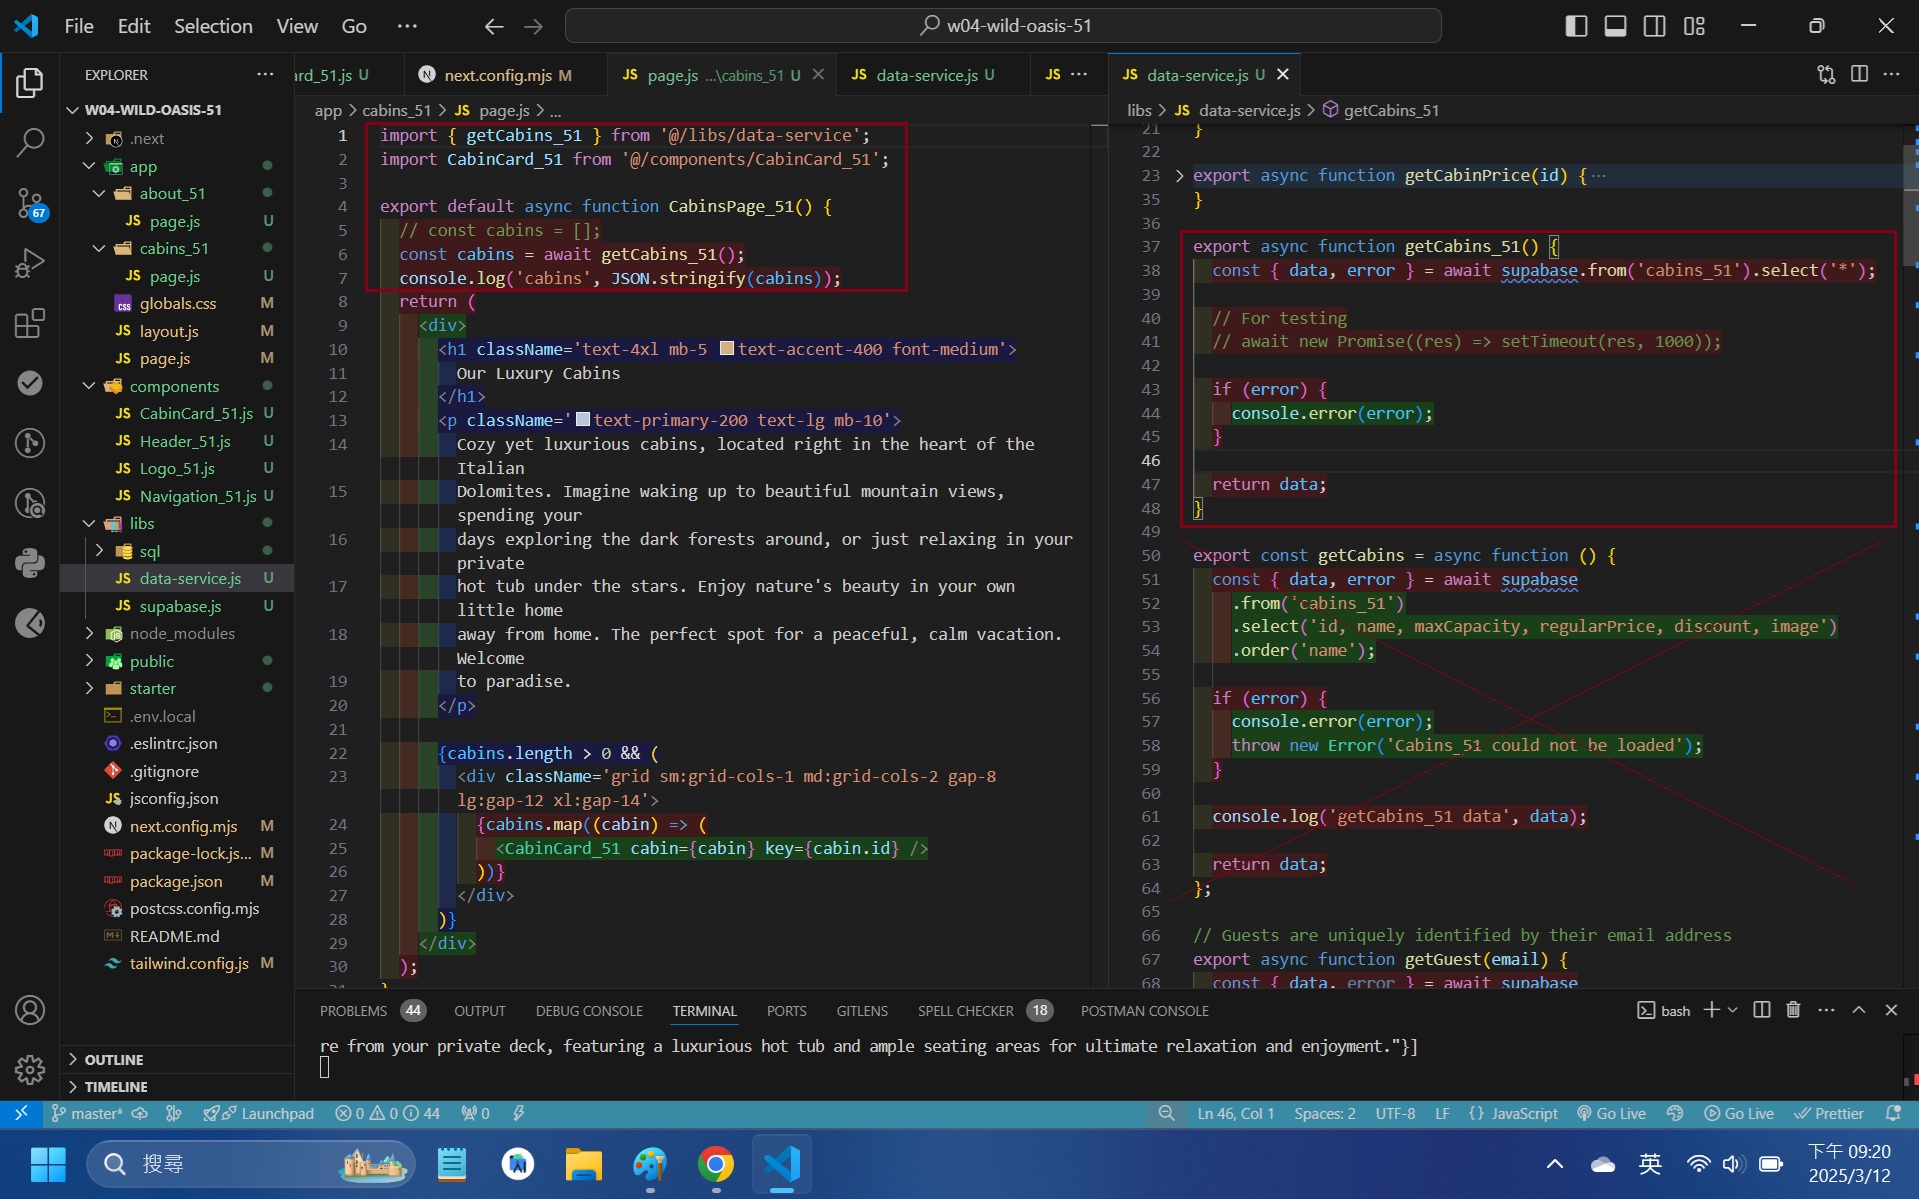 File Edit Selection View Go ··· w04-wild-oasis-51
EXPLORER ···
W04-WILD-OASIS-51
.next
app
about_51
JS page.js U
cabins_51
JS page.js U
globals.css M
JS layout.js M
JS page.js M
components
JS CabinCard_51.js U
JS Header_51.js U
JS Logo_51.js U
JS Navigation_51.js U
libs
sql
JS data-service.js U
JS supabase.js U
node_modules
public
starter
.env.local
.eslintrc.json
.gitignore
JS jsconfig.json
next.config.mjs M
package-lock.js... M
package.json M
postcss.config.mjs
README.md
tailwind.config.js M
OUTLINE
TIMELINE
67
ard_51.js U next.config.mjs M JS page.js ...\cabins_51 U JS data-service.js U JS ···
app > cabins_51 > JS page.js > ...
1 import { getCabins_51 } from '@/libs/data-service';
2 import CabinCard_51 from '@/components/CabinCard_51';
3
4 export default async function CabinsPage_51() {
5 // const cabins = [];
6 const cabins = await getCabins_51();
7 console.log('cabins', JSON.stringify(cabins));
8 return (
9 <div>
10 <h1 className='text-4xl mb-5 text-accent-400 font-medium'>
11 Our Luxury Cabins
12 </h1>
13 <p className='text-primary-200 text-lg mb-10'>
14 Cozy yet luxurious cabins, located right in the heart of the
Italian
15 Dolomites. Imagine waking up to beautiful mountain views,
spending your
16 days exploring the dark forests around, or just relaxing in your
private
17 hot tub under the stars. Enjoy nature's beauty in your own
little home
18 away from home. The perfect spot for a peaceful, calm vacation.
Welcome
19 to paradise.
20 </p>
21
22 {cabins.length > 0 && (
23 <div className='grid sm:grid-cols-1 md:grid-cols-2 gap-8
lg:gap-12 xl:gap-14'>
24 {cabins.map((cabin) => (
25 <CabinCard_51 cabin={cabin} key={cabin.id} />
26 ))}
27 </div>
28 )}
29 </div>
30 );
31 }
JS data-service.js U
libs > JS data-service.js > getCabins_51
21 }
22
23 export async function getCabinPrice(id) {···
35 }
36
37 export async function getCabins_51() {
38 const { data, error } = await supabase.from('cabins_51').select('*');
39
40 // For testing
41 // await new Promise((res) => setTimeout(res, 1000));
42
43 if (error) {
44 console.error(error);
45 }
46
47 return data;
48 }
49
50 export const getCabins = async function () {
51 const { data, error } = await supabase
52 .from('cabins_51')
53 .select('id, name, maxCapacity, regularPrice, discount, image')
54 .order('name');
55
56 if (error) {
57 console.error(error);
58 throw new Error('Cabins_51 could not be loaded');
59 }
60
61 console.log('getCabins_51 data', data);
62
63 return data;
64 };
65
66 // Guests are uniquely identified by their email address
67 export async function getGuest(email) {
68 const { data, error } = await supabase
PROBLEMS 44 OUTPUT DEBUG CONSOLE TERMINAL PORTS GITLENS SPELL CHECKER 18 POSTMAN CONSOLE bash
re from your private deck, featuring a luxurious hot tub and ample seating areas for ultimate relaxation and enjoyment."}]
master* Launchpad 0 0 44 0 Ln 46, Col 1 Spaces: 2 UTF-8 LF {} JavaScript Go Live Go Live Prettier
搜尋 英 下午 09:20
2025/3/12